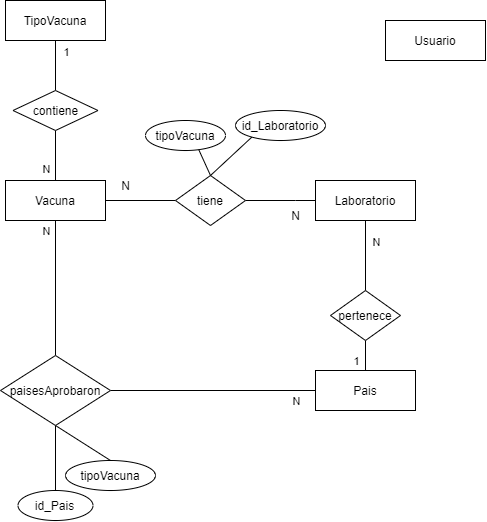 TipoVacuna
Usuario
1
contiene
tipoVacuna
id_Laboratorio
N
N
Vacuna
tiene
Laboratorio
N
N
N
pertenece
1
paisesAprobaron
Pais
N
tipoVacuna
id_Pais